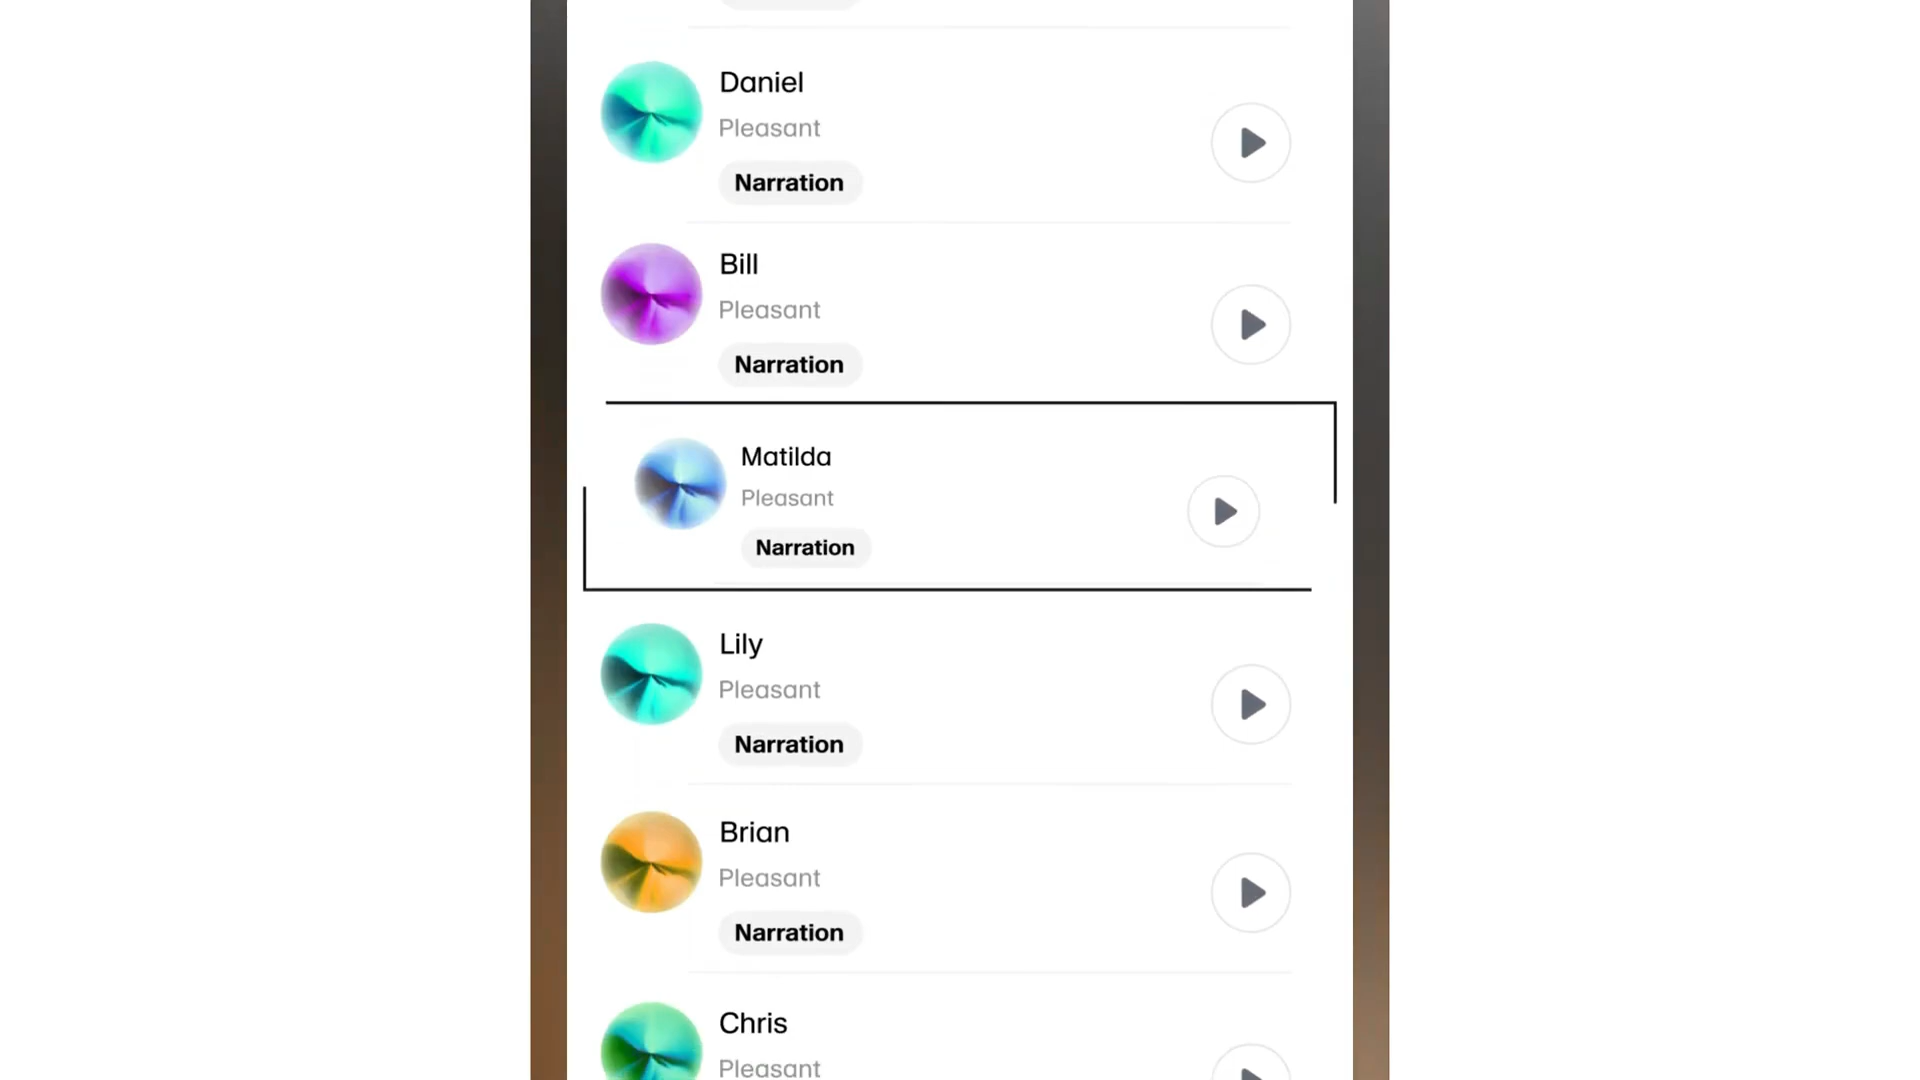 Daniel
Pleasant
Narration
Bill
Pleasant
Narration
Matilda
Pleasant
Narration
Lily
Pleasant
Narration
Brian
Pleasant
Narration
Chris
Pleasant